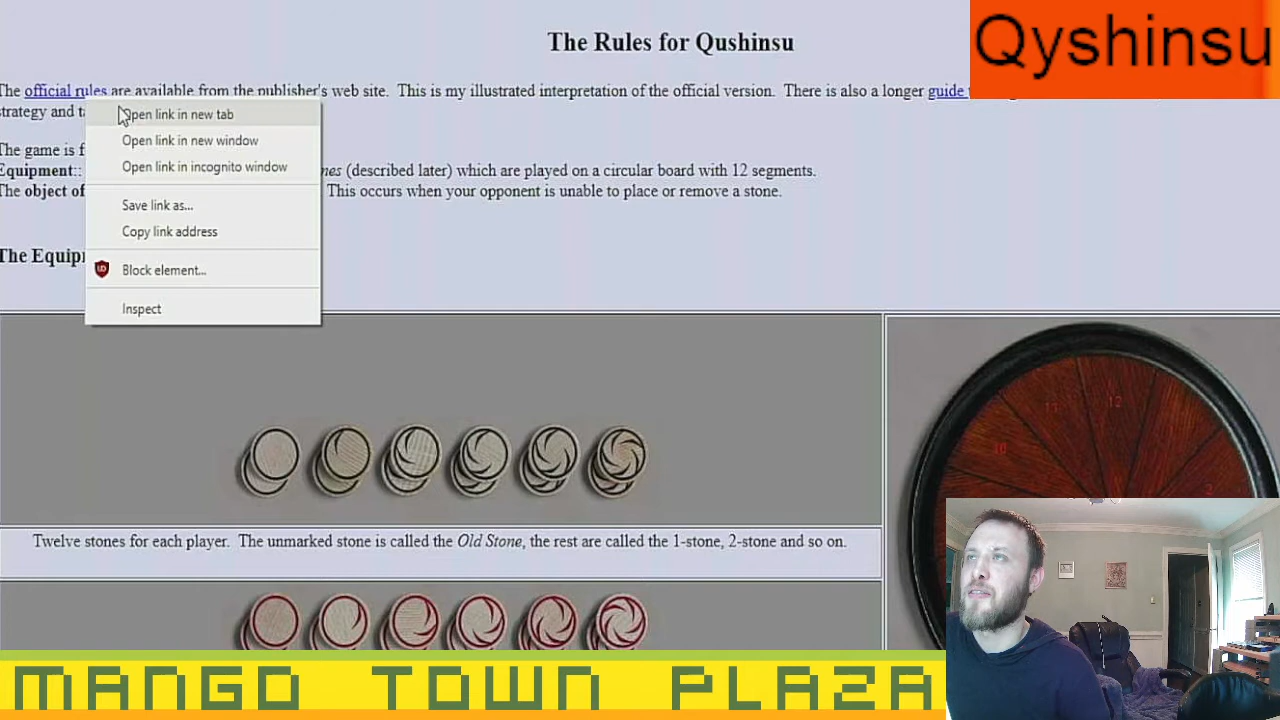 The Rules for Qushinsu
Qyshinsu
The official rules are available from the publisher's web site. This is my illustrated interpretation of the official version. There is also a longer guide
strategy and
Open link in new tab
Open link in new window
Open link in incognito window
Save link as...
Copy link address
Block element...
Inspect
The game is
Equipment:: (described later) which are played on a circular board with 12 segments.
The object of This occurs when your opponent is unable to place or remove a stone.
The
10
11
12
2
Twelve stones for each player. The unmarked stone is called the Old Stone, the rest are called the 1-stone, 2-stone and so on.
MANGO TOWN PLAZA